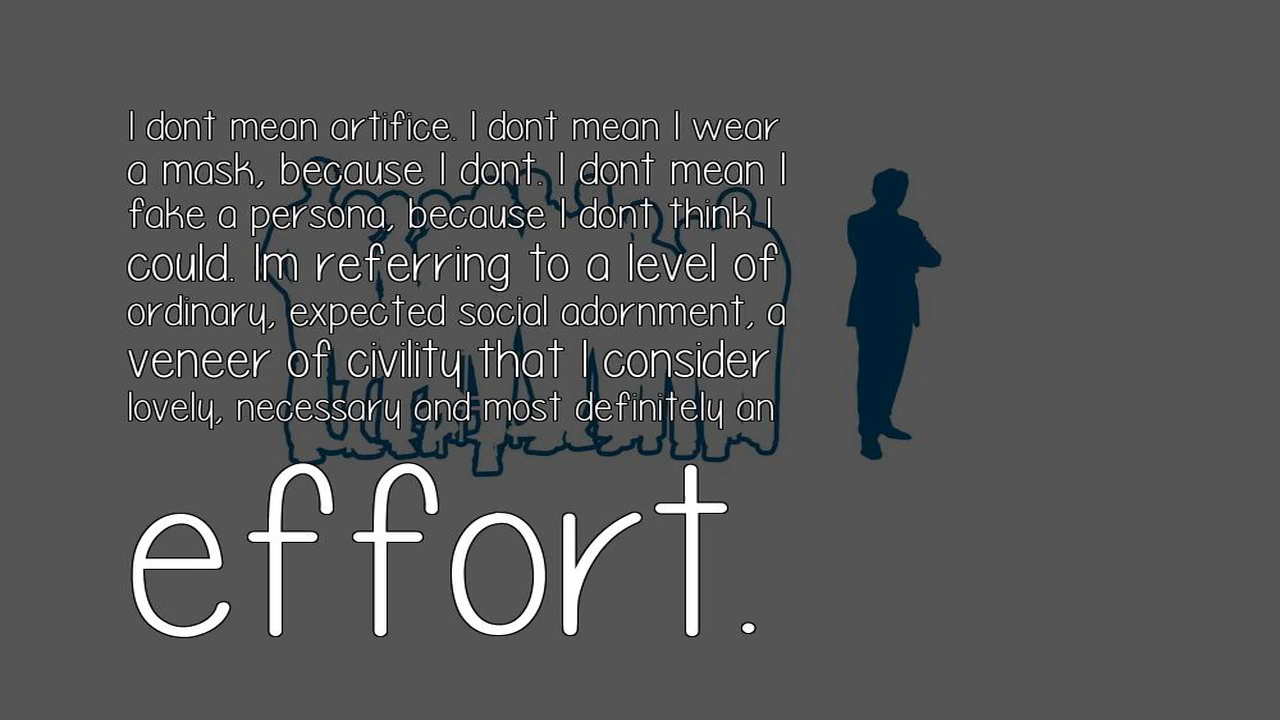 I dont mean artifice. I dont mean I wear
a mask, because I dont. I dont mean I
fake a persona, because I dont think I
could. Im referring to a level of
ordinary, expected social adornment, a
veneer of civility that I consider
lovely, necessary and most definitely an
effort.